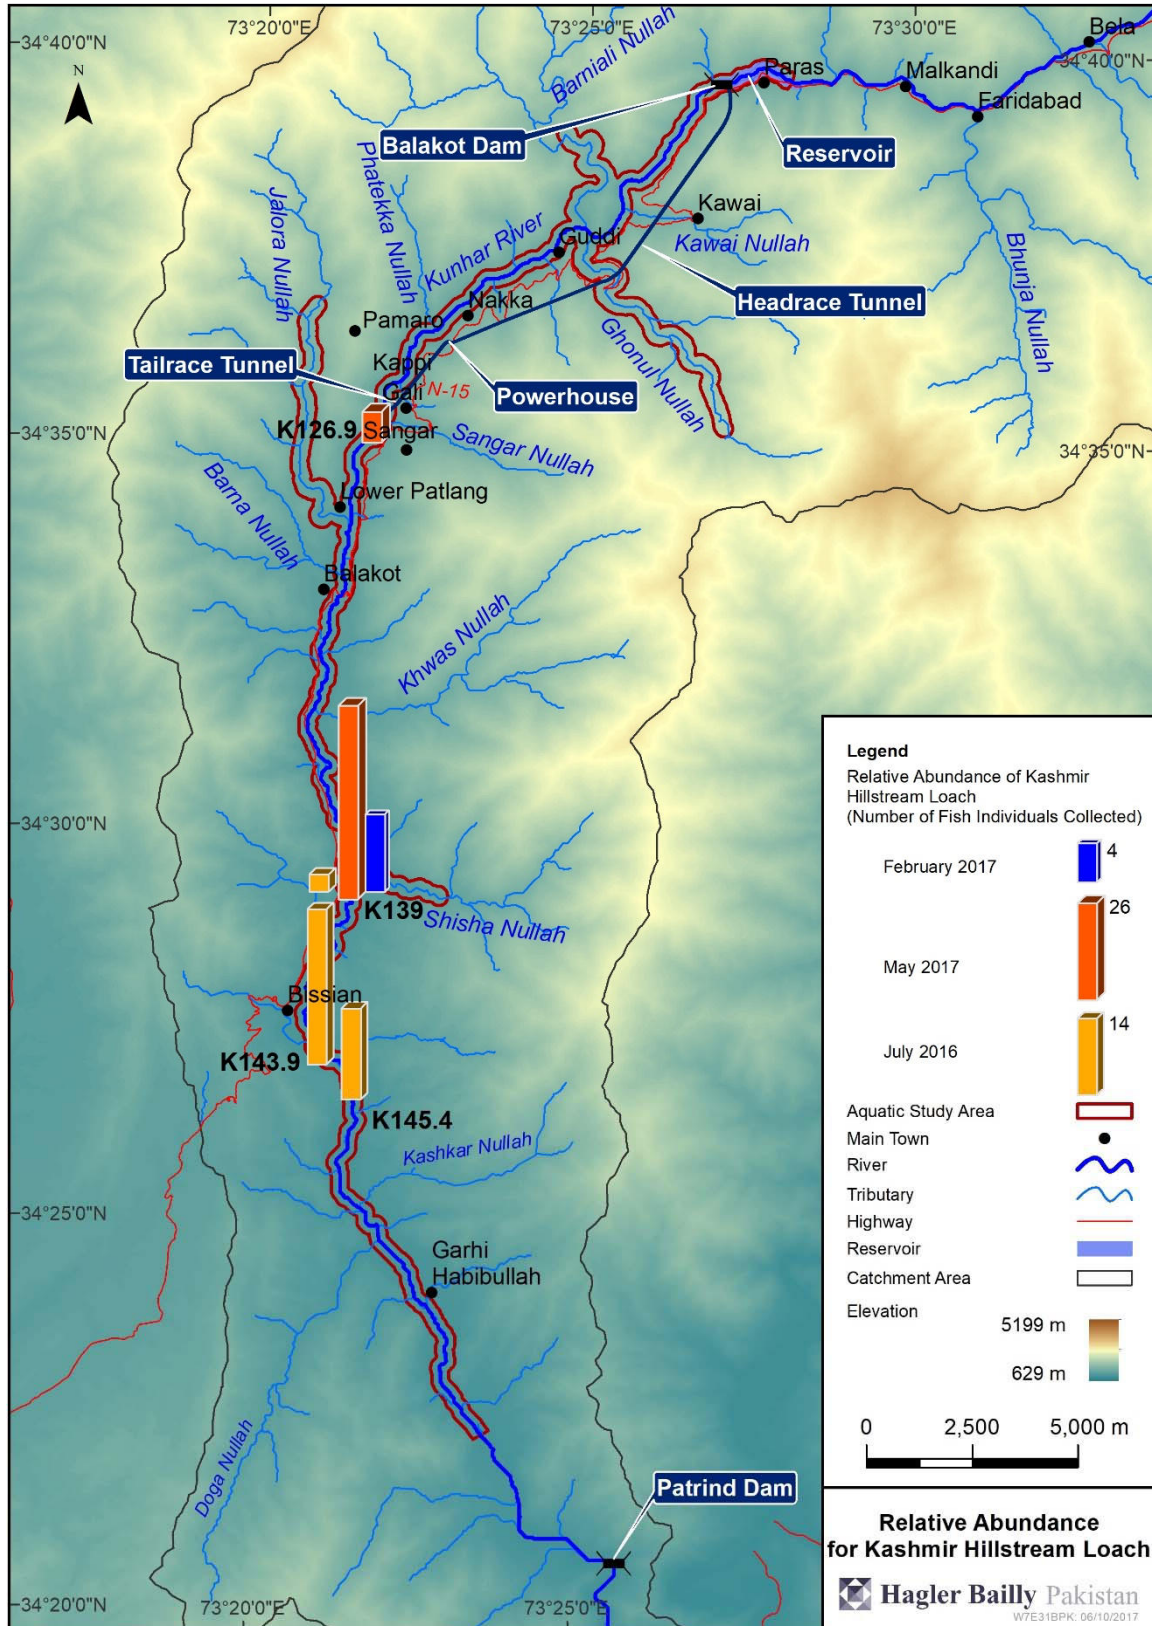 73°20'0"E
73°25'0"E
73°30'0"E
34°40'0"N
34°40'0"N
N
Bela
Barniali Nullah
Paras
Malkandi
Faridabad
Balakot Dam
Reservoir
Phatekka Nullah
Jalora Nullah
Kawai
Kawai Nullah
Kunhar River
Guddi
Bhunja Nullah
Headrace Tunnel
Nakka
Pamaro
Ghonul Nullah
Tailrace Tunnel
Kappi
Gali
N-15
Powerhouse
K126.9
Sangar
Sangar Nullah
34°35'0"N
34°35'0"N
Barna Nullah
Lower Patlang
Balakot
Khwas Nullah
34°30'0"N
K139
Shisha Nullah
Bissian
K143.9
K145.4
Kashkar Nullah
34°25'0"N
Garhi
Habibullah
Doga Nullah
Patrind Dam
34°20'0"N
73°20'0"E
73°25'0"E
Legend
Relative Abundance of Kashmir
Hillstream Loach
(Number of Fish Individuals Collected)
February 2017
4
May 2017
26
July 2016
14
Aquatic Study Area
Main Town
River
Tributary
Highway
Reservoir
Catchment Area
Elevation
5199 m
629 m
0 2,500 5,000 m
Relative Abundance
for Kashmir Hillstream Loach
Hagler Bailly Pakistan
W7E31BPK: 06/10/2017